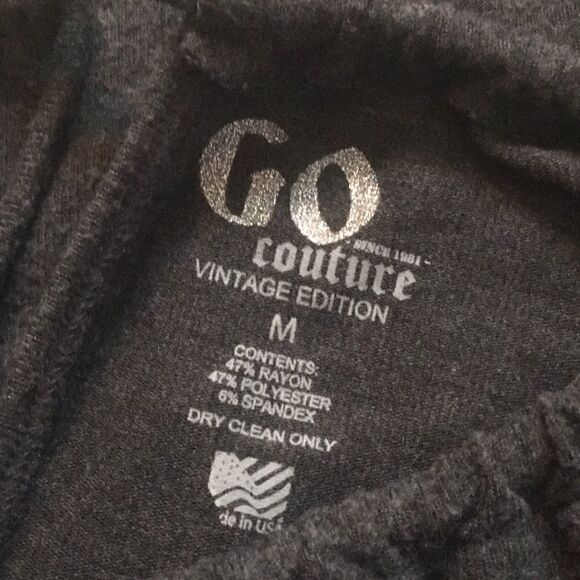 GO
- SINCE 1981 -
couture
VINTAGE EDITION
M
CONTENTS:
47% RAYON
47% POLYESTER
6% SPANDEX
DRY CLEAN ONLY
de in USA